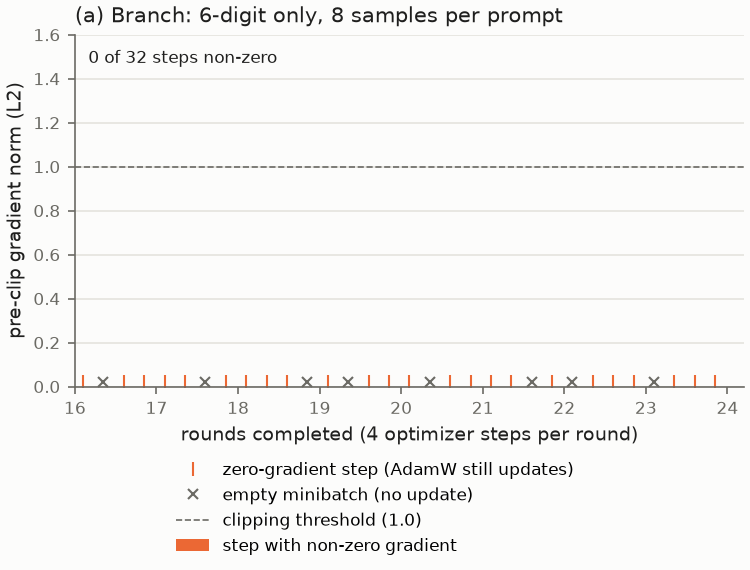 (a) Branch: 6-digit only, 8 samples per prompt
0 of 32 steps non-zero
pre-clip gradient norm (L2)
1.6
1.4
1.2
1.0
0.8
0.6
0.4
0.2
0.0
16 17 18 19 20 21 22 23 24
rounds completed (4 optimizer steps per round)
zero-gradient step (AdamW still updates)
empty minibatch (no update)
clipping threshold (1.0)
step with non-zero gradient